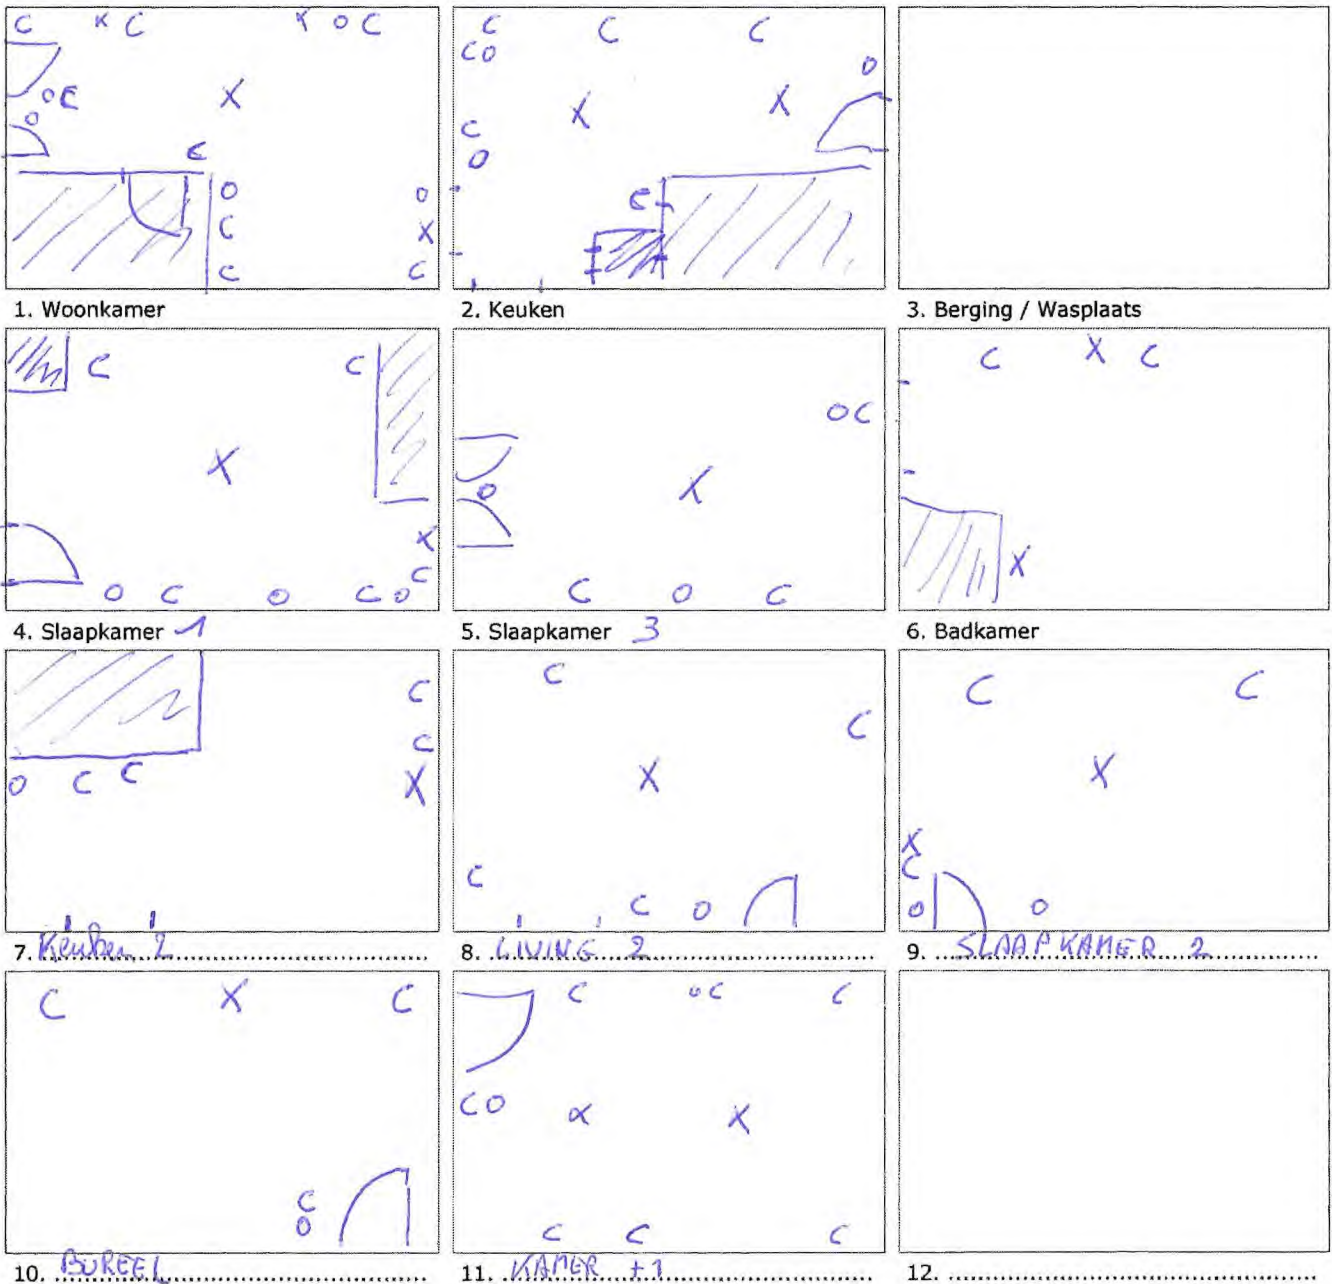 C x C x O C
O C X
O
C
O O
C X
C C
C C C
C O
O
X X
C
O
C
1. Woonkamer 2. Keuken 3. Berging / Wasplaats
C C
X
X
C
O C O C O
O C
X
O
C O C
C X C
X
4. Slaapkamer 1 5. Slaapkamer 3 6. Badkamer
C
C
O C C X
C
C
X
C
C O
C C
X
X
C
O O
7. Keuken 2 8. LIVING 2 9. SLAAPKAMER 2
C X C
C
O
C O C C
C O X X
C C C
10. BUREEL 11. KAMER +1 12.